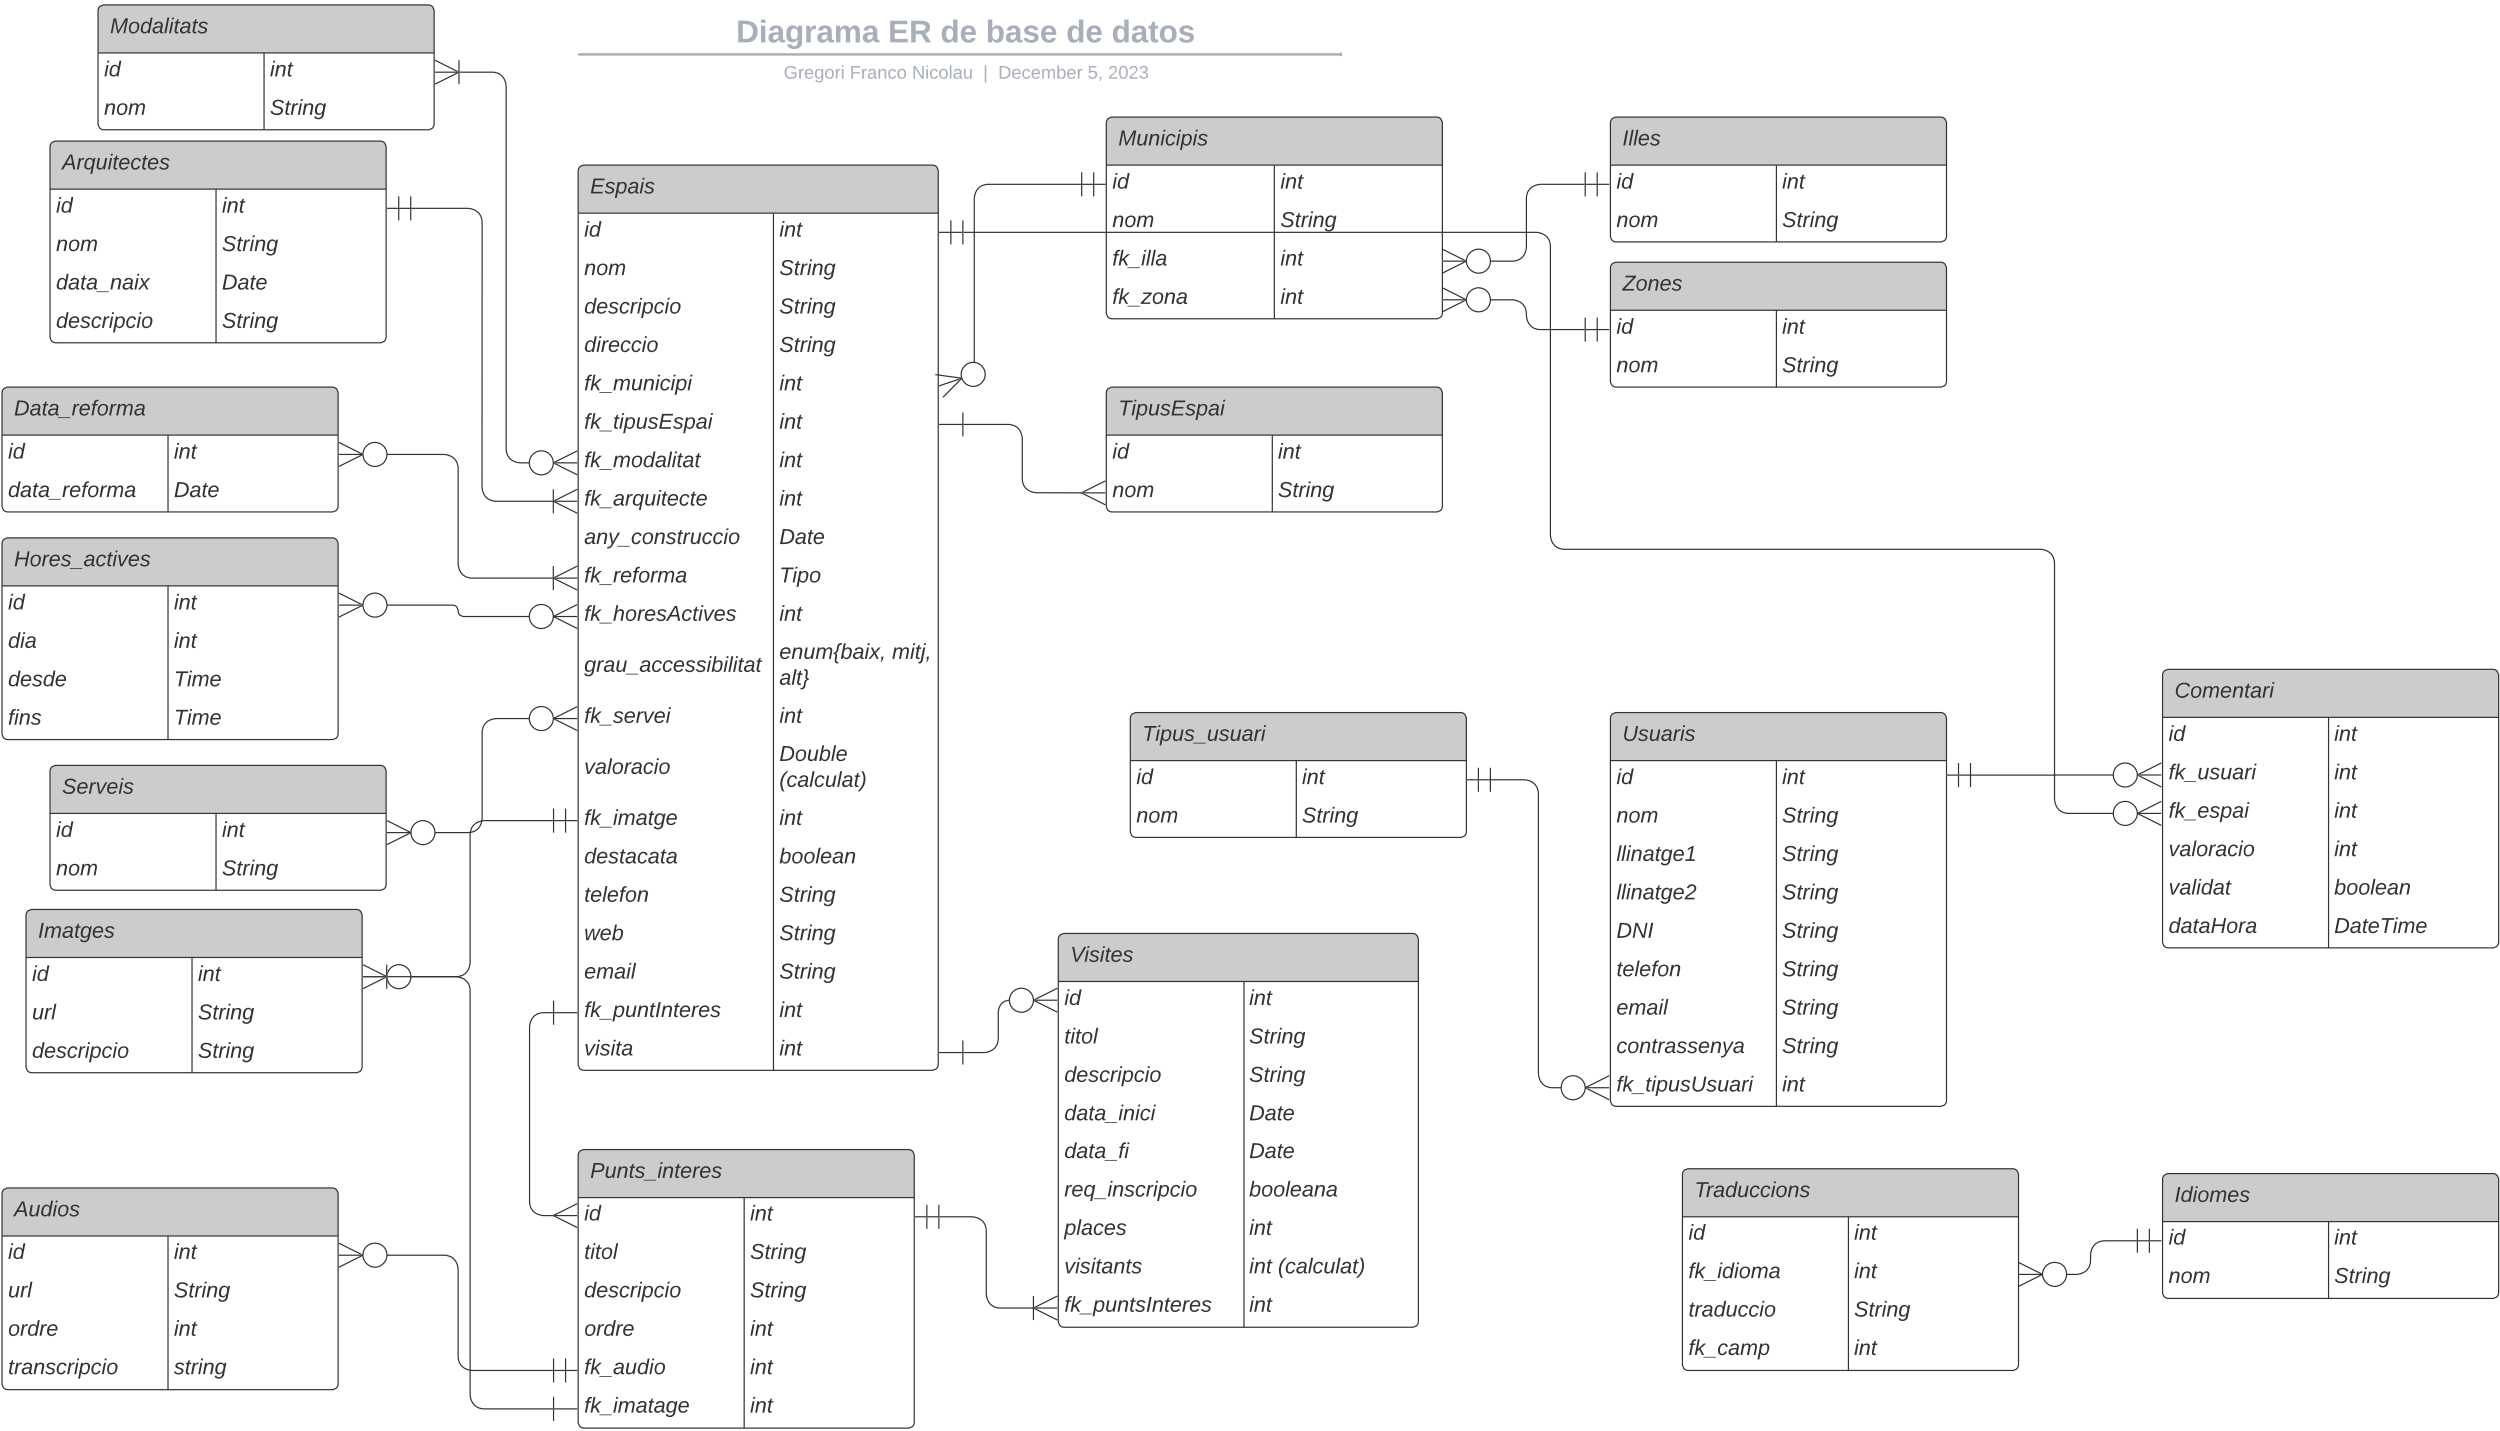 Diagrama ER de base de datos
Gregori Franco Nicolau | December 5, 2023
Modalitats
id int
nom String
Arquitectes
id int
nom String
data_naix Date
descripcio String
Data_reforma
id int
data_reforma Date
Hores_actives
id int
dia int
desde Time
fins Time
Serveis
id int
nom String
Imatges
id int
url String
descripcio String
Audios
id int
url String
ordre int
transcripcio string
Espais
id int
nom String
descripcio String
direccio String
fk_municipi int
fk_tipusEspai int
fk_modalitat int
fk_arquitecte int
any_construccio Date
fk_reforma Tipo
fk_horesActives int
grau_accessibilitat enum{baix, mitj,
alt}
fk_servei int
valoracio Double
(calculat)
fk_imatge int
destacata boolean
telefon String
web String
email String
fk_puntInteres int
visita int
Punts_interes
id int
titol String
descripcio String
ordre int
fk_audio int
fk_imatage int
Municipis
id int
nom String
fk_illa int
fk_zona int
TipusEspai
id int
nom String
Illes
id int
nom String
Zones
id int
nom String
Tipus_usuari
id int
nom String
Visites
id int
titol String
descripcio String
data_inici Date
data_fi Date
req_inscripcio booleana
places int
visitants int (calculat)
fk_puntsInteres int
Usuaris
id int
nom String
llinatge1 String
llinatge2 String
DNI String
telefon String
email String
contrassenya String
fk_tipusUsuari int
Comentari
id int
fk_usuari int
fk_espai int
valoracio int
validat boolean
dataHora DateTime
Traduccions
id int
fk_idioma int
traduccio String
fk_camp int
Idiomes
id int
nom String